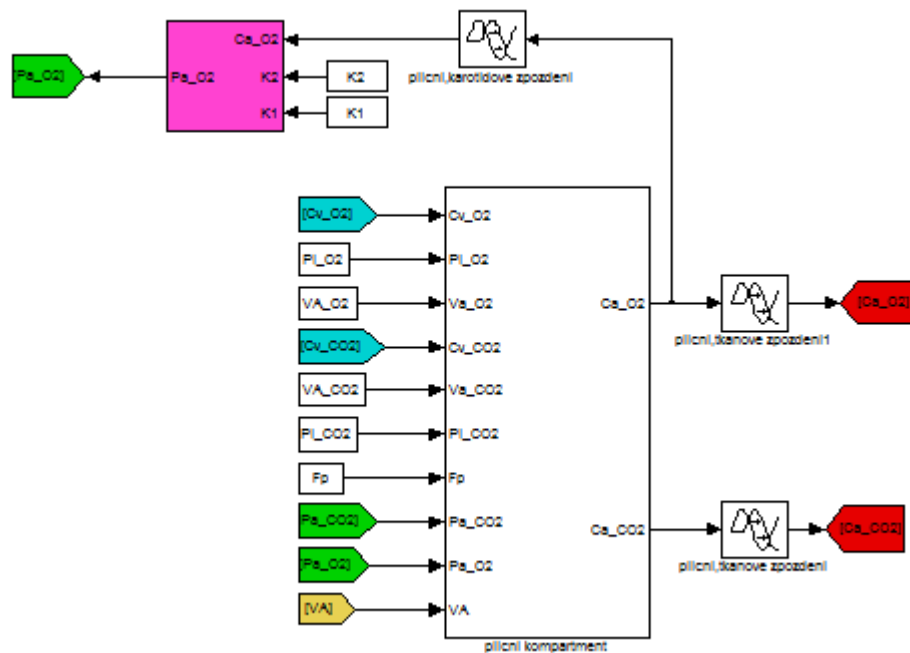 Ca_O2
plicni,karotidove zpozdeni
[Pa_O2]
Pa_O2
K2
K2
K1
K1
[Cv_O2]
Cv_O2
PI_O2
PI_O2
VA_O2
Va_O2
Ca_O2
[Ca_O2]
plicni,tkanove zpozdeni1
[Cv_CO2]
Cv_CO2
VA_CO2
Va_CO2
PI_CO2
PI_CO2
Fp
Fp
[Pa_CO2]
Pa_CO2
Ca_CO2
[Ca_CO2]
plicni,tkanove zpozdeni
[Pa_O2]
Pa_O2
[VA]
VA
plicni kompartment